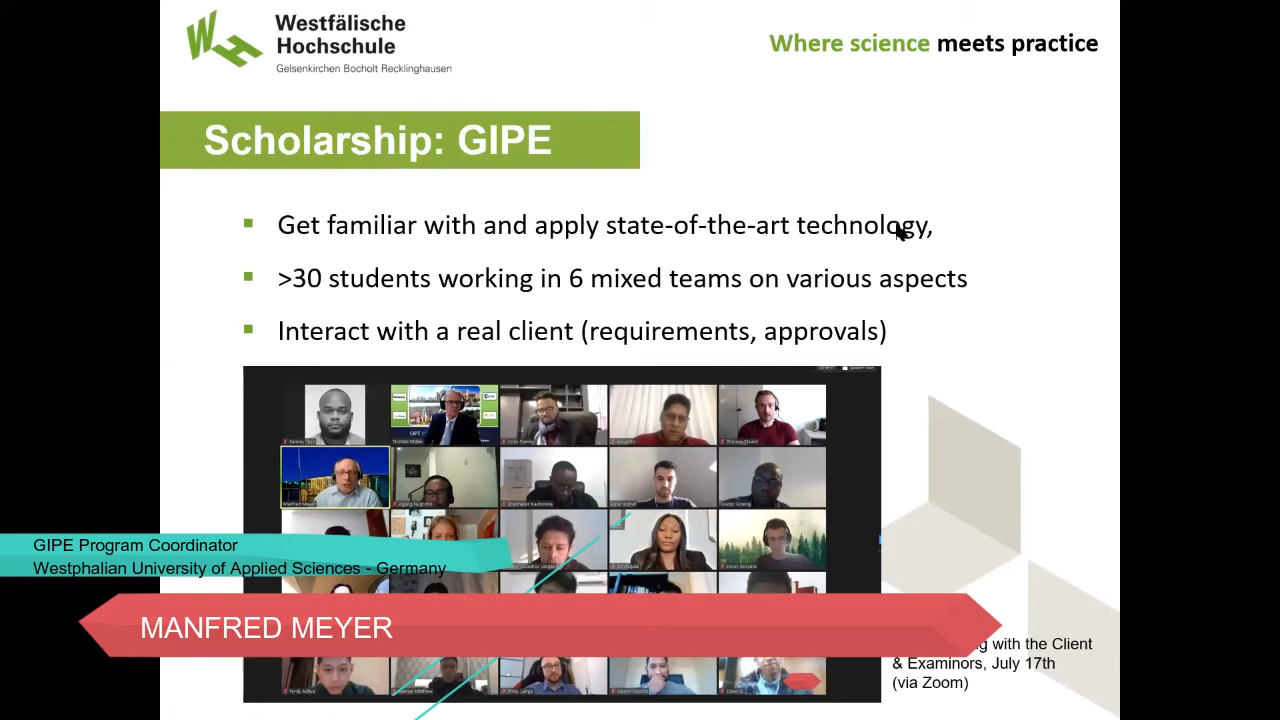 Westfälische
Hochschule
Gelsenkirchen Bocholt Recklinghausen
Where science meets practice
Scholarship: GIPE
Get familiar with and apply state-of-the-art technology,
>30 students working in 6 mixed teams on various aspects
Interact with a real client (requirements, approvals)
Manfred Meyer
GIPE Program Coordinator
Westphalian University of Applied Sciences - Germany
MANFRED MEYER
with the Client
& Examinors, July 17th
(via Zoom)